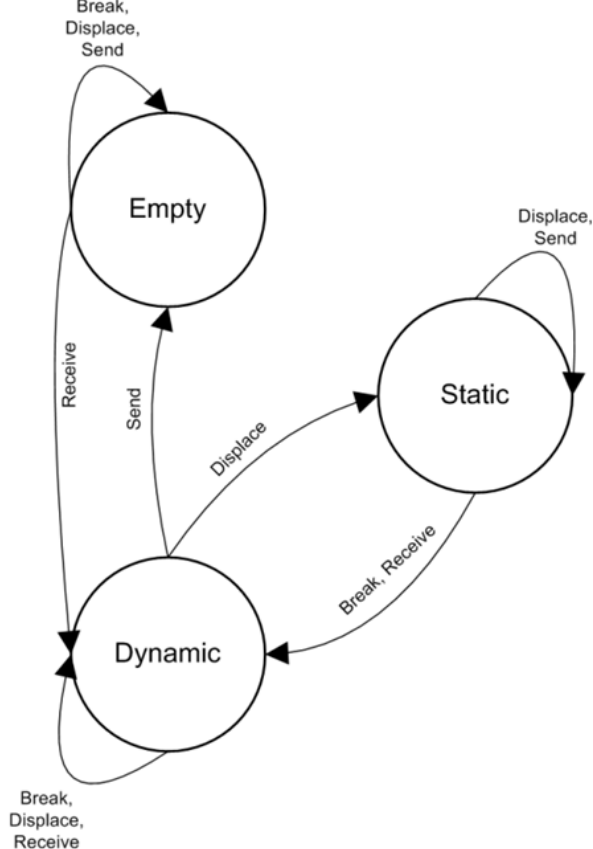 Break,
Displace,
Send
Empty
Displace,
Send
Receive
Send
Displace
Static
Break, Receive
Dynamic
Break,
Displace,
Receive